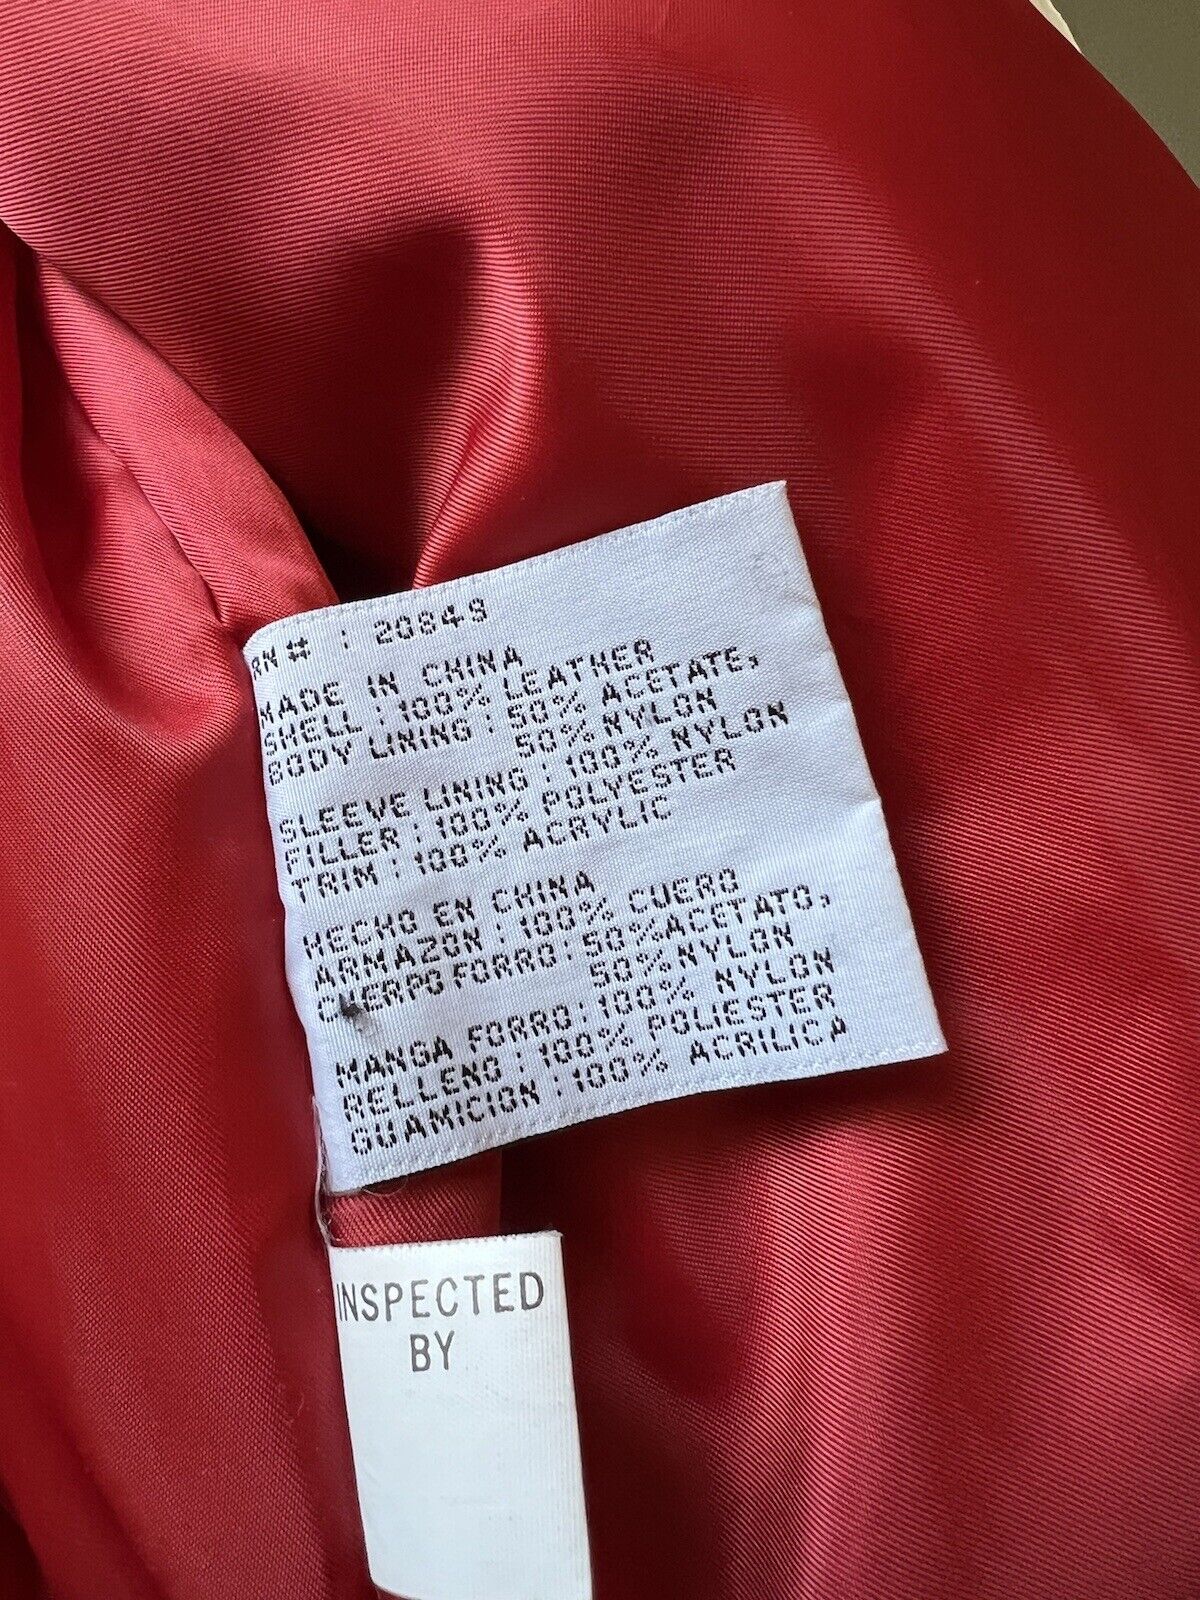 RN# : 20849
MADE IN CHINA
SHELL : 100% LEATHER
BODY LINING : 50% ACETATE,
50% NYLON
SLEEVE LINING : 100% NYLON
FILLER : 100% POLYESTER
TRIM : 100% ACRYLIC
HECHO EN CHINA
ARMAZON : 100% CUERO
CUERPO FORRO : 50% ACETATO,
50% NYLON
MANGA FORRO : 100% NYLON
RELLENO : 100% POLIESTER
GUAMICION : 100% ACRILICA
INSPECTED
BY